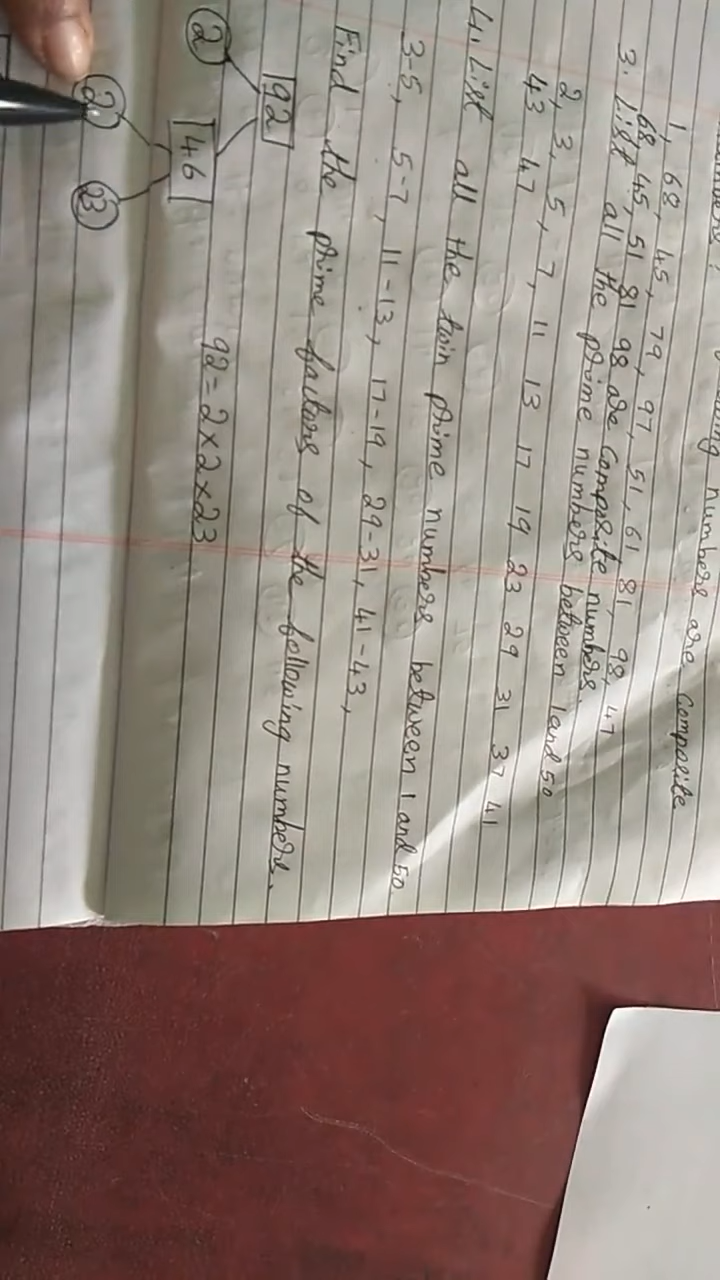 numbers are composite
1, 68, 45, 79, 97, 51, 61 81, 98, 47
68 45, 51 81 98 are composite numbers.
3. List all the prime numbers between 1 and 50
2, 3, 5, 7, 11 13 17 19 23 29 31 37 41
43 47
4. List all the twin prime numbers between 1 and 50.
3-5, 5-7, 11-13, 17-19, 29-31, 41-43,
Find the prime factors of the following numbers.
92
2 46 92 = 2×2×23
2 23